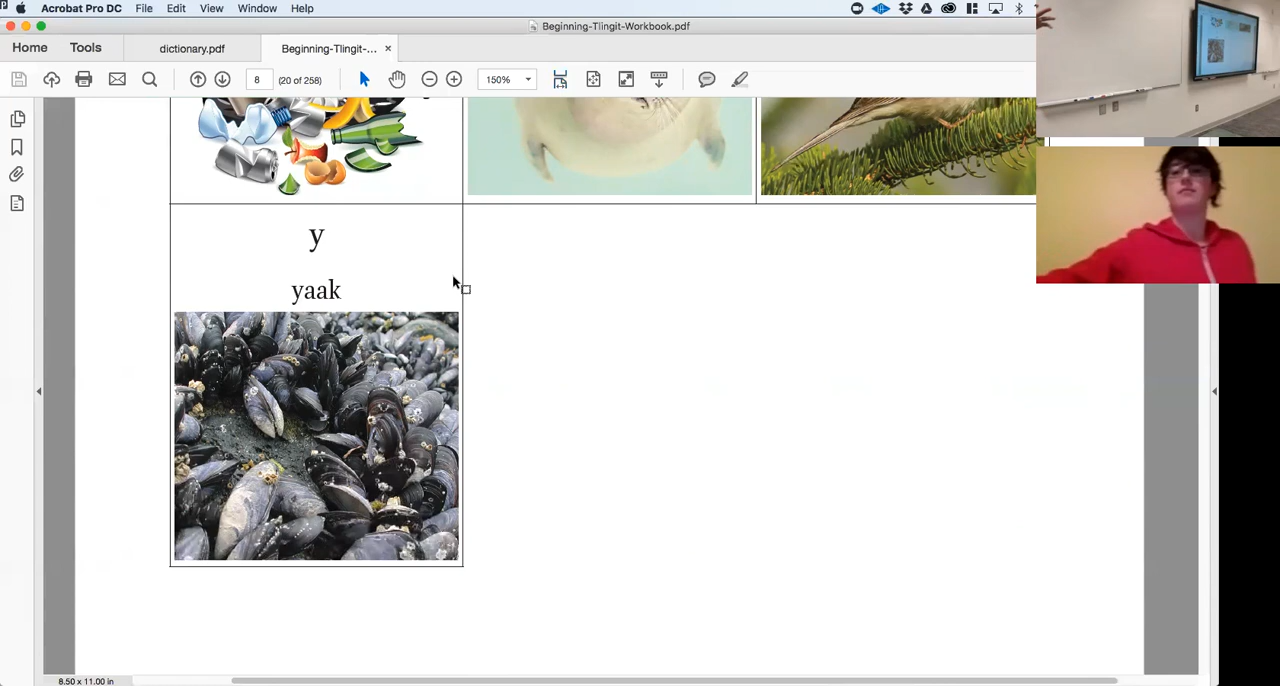 Acrobat Pro DC File Edit View Window Help
Beginning-Tlingit-Workbook.pdf
Home Tools dictionary.pdf Beginning-Tlingit-... ×
8 (20 of 258) 150%
y
yaak
8.50 x 11.00 in